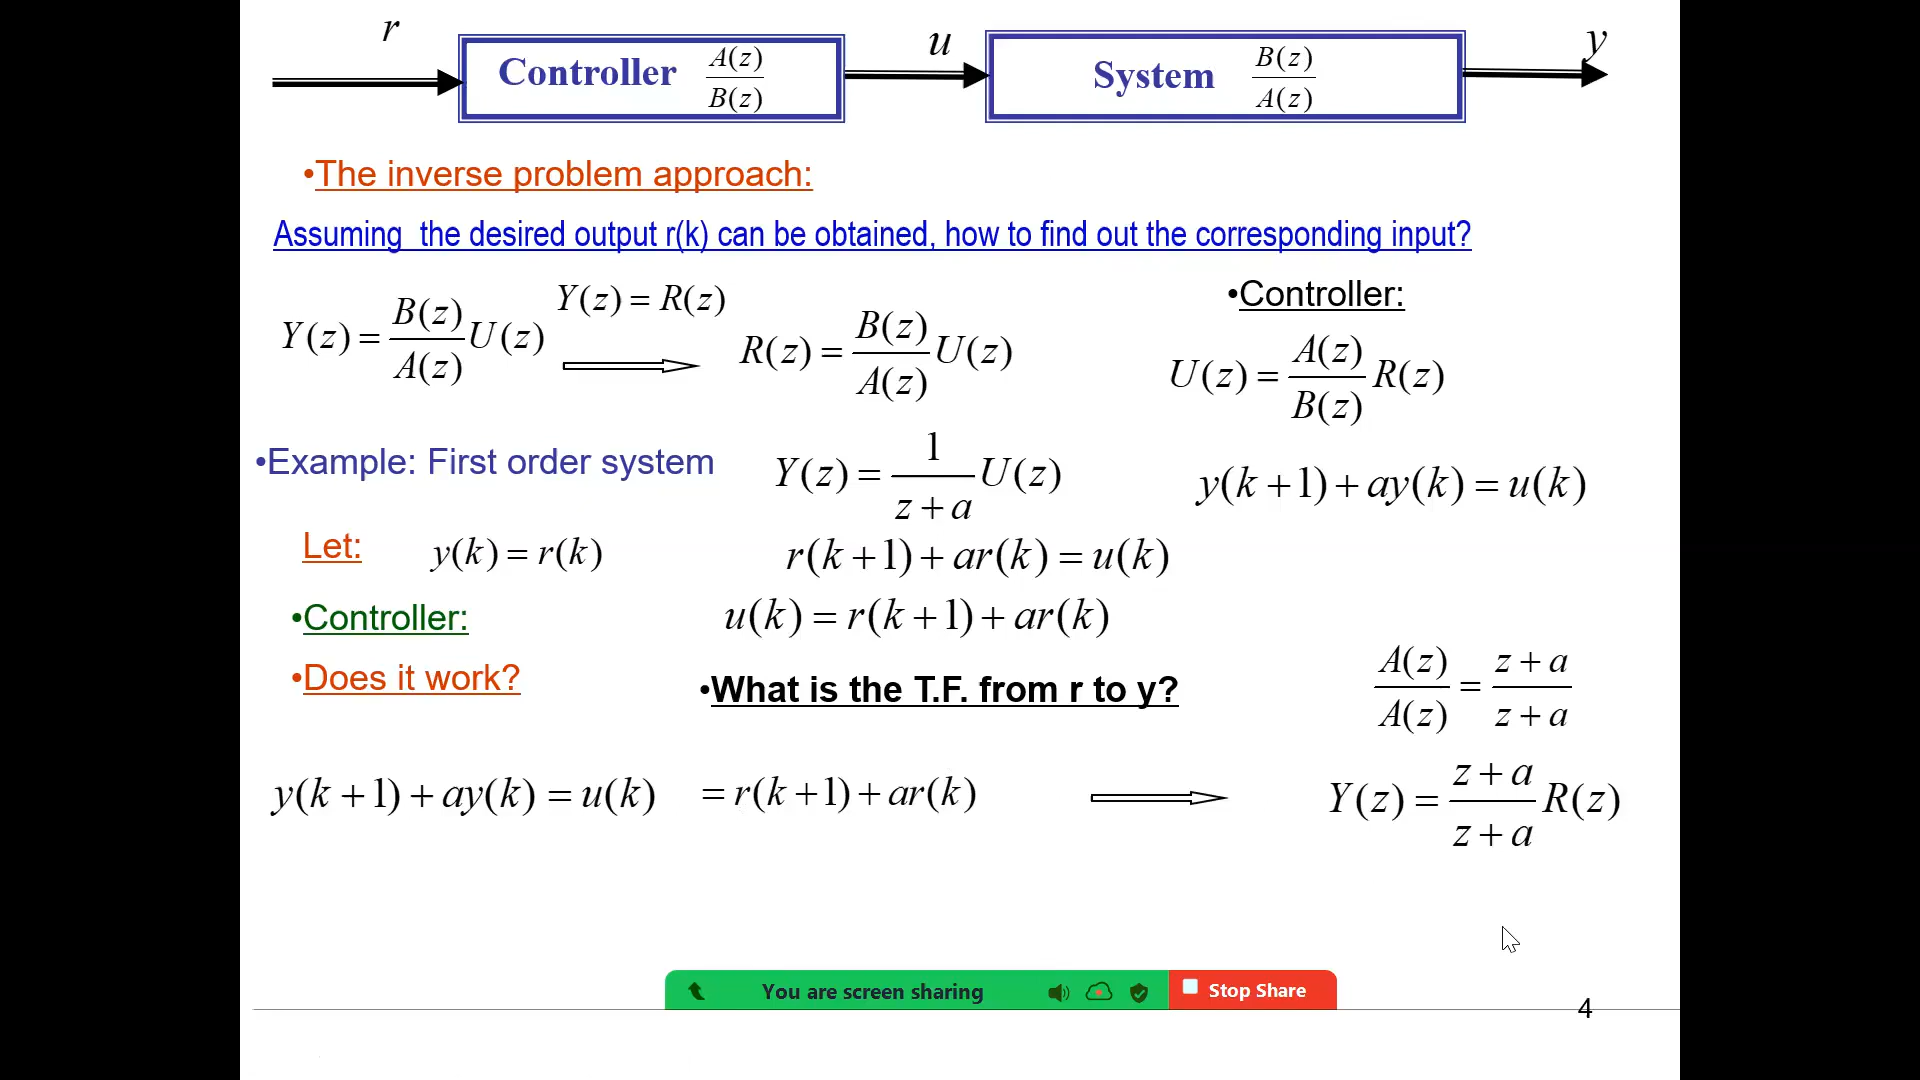 r
u
y
Controller A(z)/B(z)
System B(z)/A(z)
•The inverse problem approach:
Assuming the desired output r(k) can be obtained, how to find out the corresponding input?
•Controller:
Y(z) = B(z)/A(z) U(z)
Y(z) = R(z)
R(z) = B(z)/A(z) U(z)
U(z) = A(z)/B(z) R(z)
•Example: First order system
Y(z) = 1/(z + a) U(z)
y(k +1) + ay(k) = u(k)
Let:
y(k) = r(k)
r(k +1) + ar(k) = u(k)
•Controller:
u(k) = r(k +1) + ar(k)
•Does it work?
•What is the T.F. from r to y?
A(z)/A(z) = (z + a)/(z + a)
y(k +1) + ay(k) = u(k)
= r(k +1) + ar(k)
Y(z) = (z + a)/(z + a) R(z)
You are screen sharing
Stop Share
4